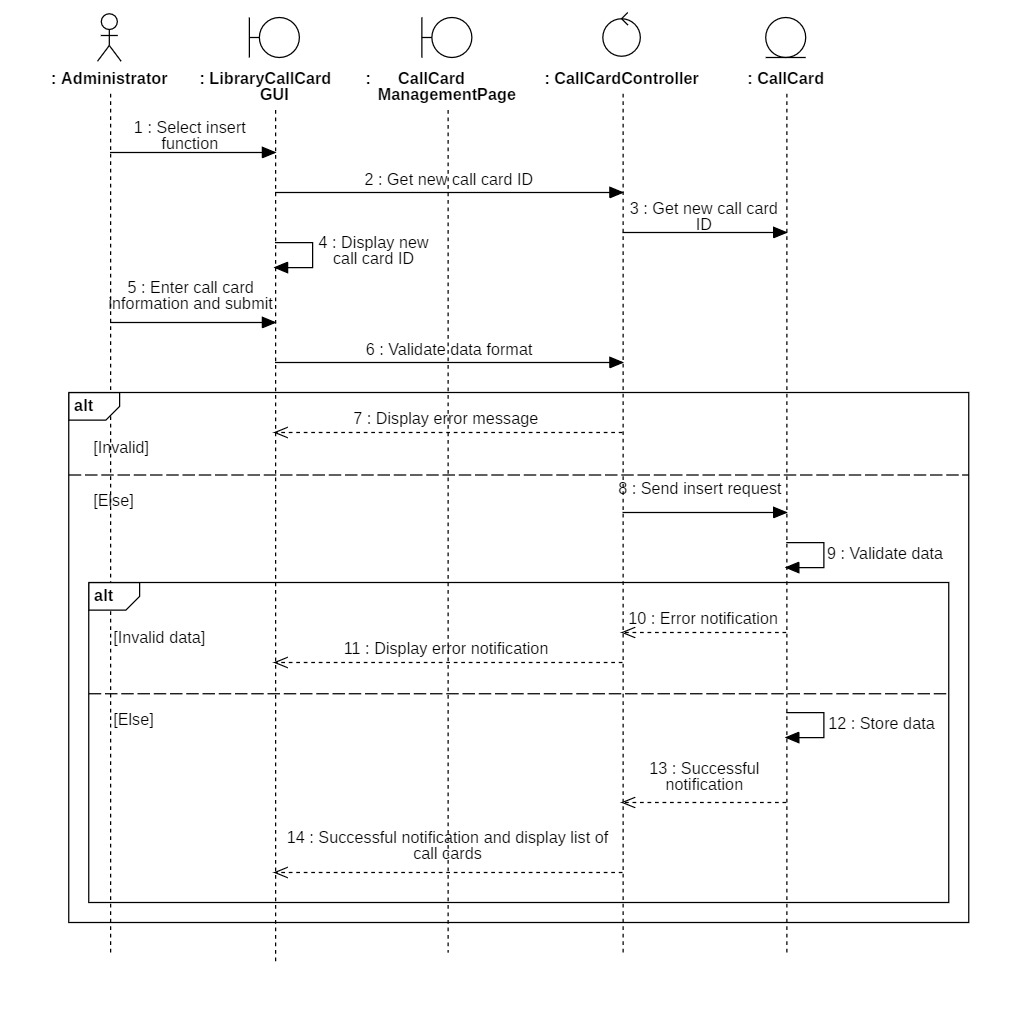 : Administrator
: LibraryCallCard
GUI
: CallCard
ManagementPage
: CallCardController
: CallCard
1 : Select insert
function
2 : Get new call card ID
3 : Get new call card
ID
4 : Display new
call card ID
5 : Enter call card
information and submit
6 : Validate data format
alt
7 : Display error message
[Invalid]
8 : Send insert request
[Else]
9 : Validate data
alt
10 : Error notification
[Invalid data]
11 : Display error notification
[Else]
12 : Store data
13 : Successful
notification
14 : Successful notification and display list of
call cards